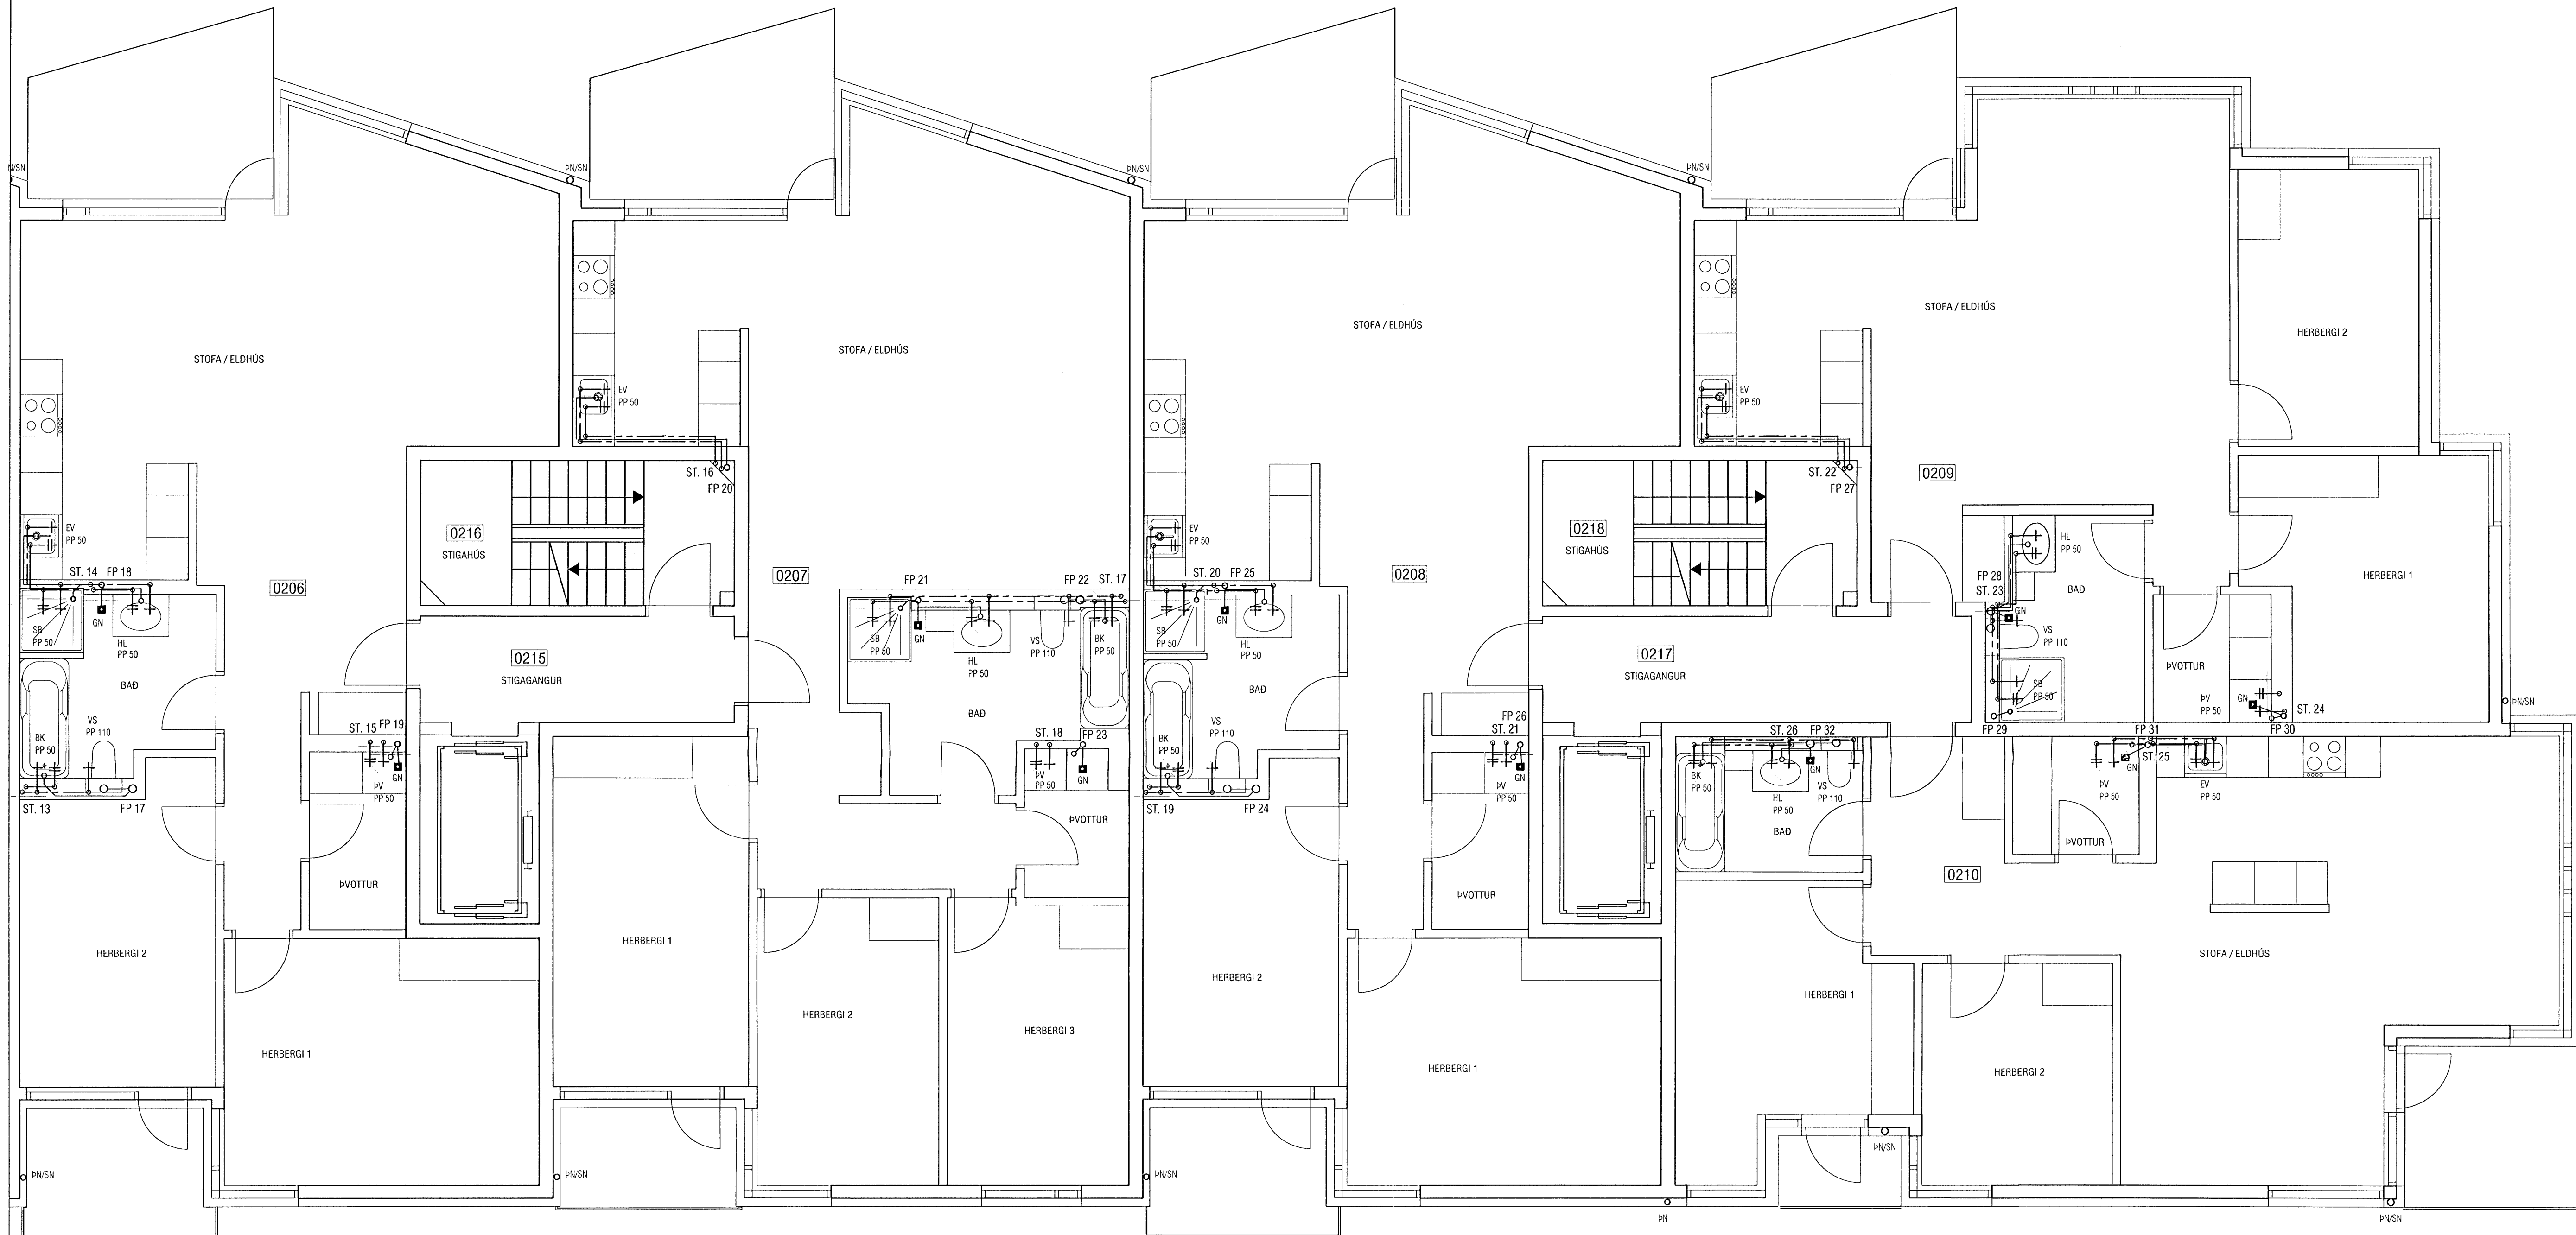 N/SN
ÞN/SN
ÞN/SN
ÞN/SN
STOFA / ELDHÚS
EV
PP 50
ST. 14 FP 18
GN
HL
PP 50
SB
PP 50
BAÐ
VS
PP 110
BK
PP 50
ST. 13
FP 17
0206
ST. 15
FP 19
GN
ÞV
PP 50
ÞVOTTUR
HERBERGI 2
HERBERGI 1
ÞN/SN
0216
STIGAHÚS
0215
STIGAGANGUR
STOFA / ELDHÚS
EV
PP 50
ST. 16
FP 20
0207
FP 21
FP 22
ST. 17
SB
PP 50
GN
HL
PP 50
VS
PP 110
BK
PP 50
BAÐ
ST. 18
FP 23
ÞV
PP 50
GN
ÞVOTTUR
HERBERGI 1
HERBERGI 2
HERBERGI 3
ÞN/SN
STOFA / ELDHÚS
EV
PP 50
ST. 20 FP 25
GN
HL
PP 50
SB
PP 50
BAÐ
VS
PP 110
BK
PP 50
ST. 19
FP 24
0208
FP 26
ST. 21
GN
ÞV
PP 50
ÞVOTTUR
HERBERGI 2
HERBERGI 1
ÞN/SN
0218
STIGAHÚS
0217
STIGAGANGUR
STOFA / ELDHÚS
EV
PP 50
ST. 22
FP 27
0209
HERBERGI 2
HERBERGI 1
HL
PP 50
FP 28
ST. 23
GN
BAÐ
VS
PP 110
SB
PP 50
FP 29
ÞVOTTUR
ÞV
PP 50
GN
ST. 24
FP 30
ÞN/SN
ST. 26
FP 32
BK
PP 50
HL
PP 50
GN
VS
PP 110
BAÐ
FP 31
ST. 25
GN
ÞV
PP 50
EV
PP 50
ÞVOTTUR
0210
STOFA / ELDHÚS
HERBERGI 1
HERBERGI 2
ÞN/SN
ÞN
ÞN/SN